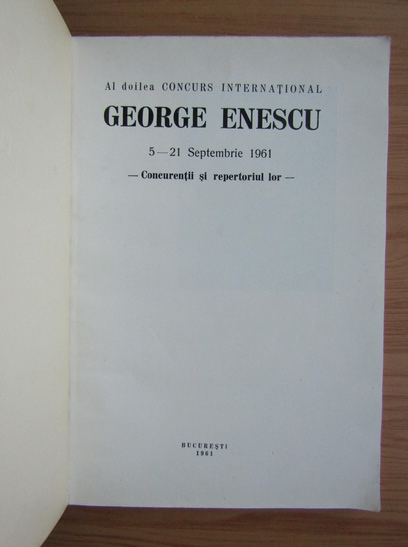 Al doilea CONCURS INTERNAȚIONAL
GEORGE ENESCU
5—21 Septembrie 1961
— Concurenții și repertoriul lor —
BUCUREȘTI
1961